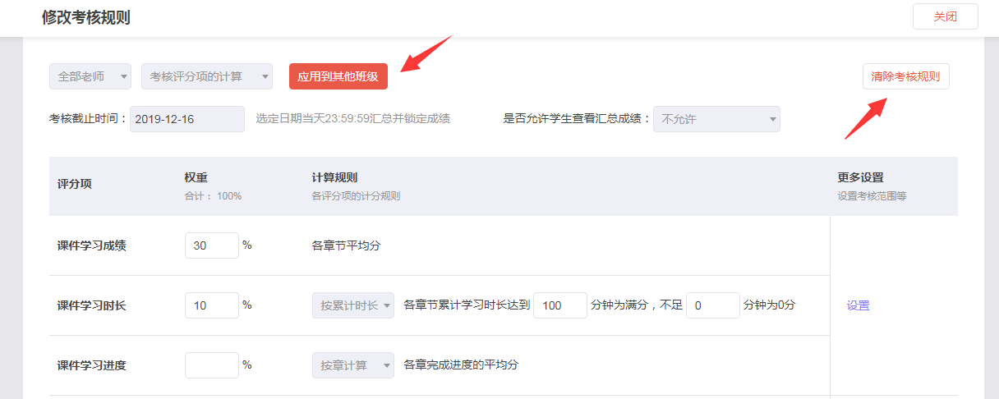 修改考核规则
关闭
全部老师 考核评分项的计算 应用到其他班级 清除考核规则
考核截止时间： 2019-12-16 选定日期当天23:59:59汇总并锁定成绩 是否允许学生查看汇总成绩： 不允许
评分项 权重 计算规则 更多设置
合计： 100% 各评分项的计分规则 设置考核范围等
课件学习成绩 30 % 各章节平均分
课件学习时长 10 % 按累计时长 各章节累计学习时长达到 100 分钟为满分，不足 0 分钟为0分 设置
课件学习进度 % 按章计算 各章完成进度的平均分